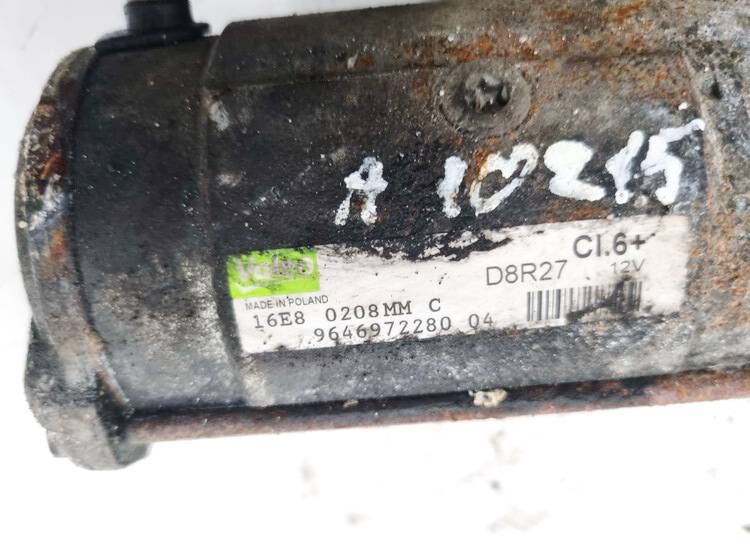 A 10215
Valeo
CI.6+
D8R27 12V
MADE IN POLAND
16E8 0208MM C
9646972280 04